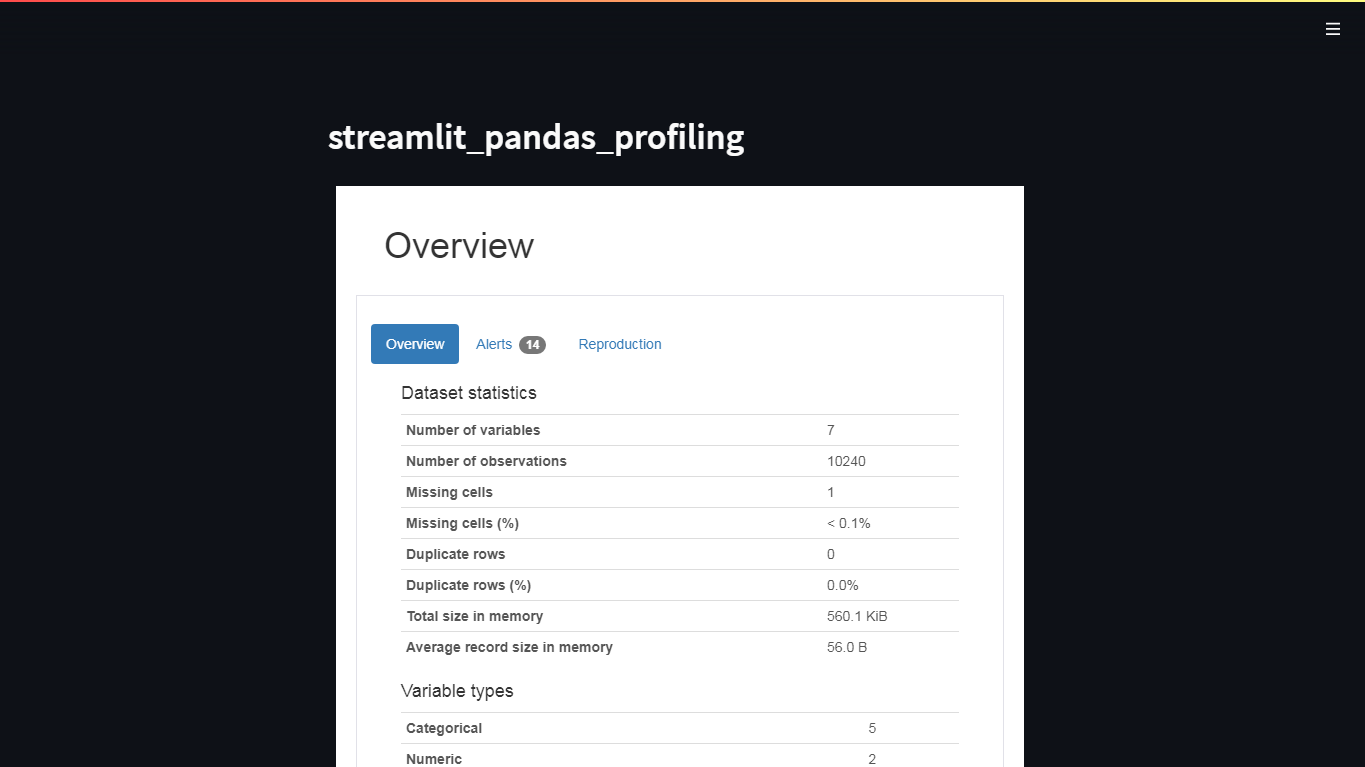 streamlit_pandas_profiling
Overview
Overview Alerts 14 Reproduction
Dataset statistics
Number of variables 7
Number of observations 10240
Missing cells 1
Missing cells (%) < 0.1%
Duplicate rows 0
Duplicate rows (%) 0.0%
Total size in memory 560.1 KiB
Average record size in memory 56.0 B
Variable types
Categorical 5
Numeric 2